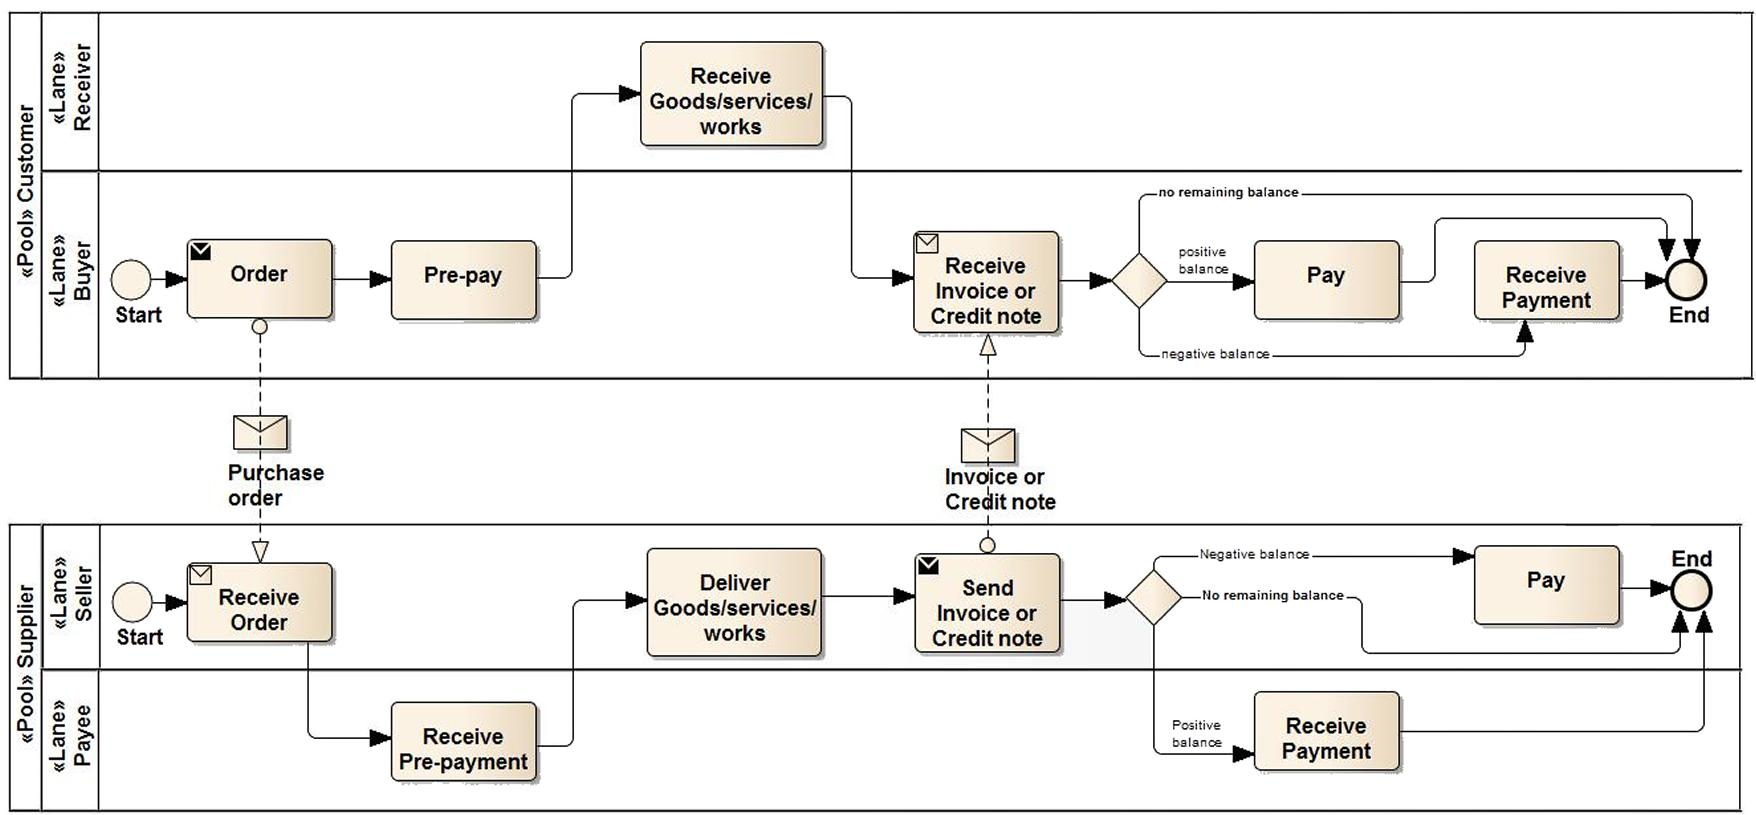 «Pool» Customer
«Lane»
Receiver
Receive
Goods/services/
works
«Lane»
Buyer
Start
Order
Pre-pay
Receive
Invoice or
Credit note
no remaining balance
positive
balance
negative balance
Pay
Receive
Payment
End
Purchase
order
Invoice or
Credit note
«Pool» Supplier
«Lane»
Seller
Start
Receive
Order
Deliver
Goods/services/
works
Send
Invoice or
Credit note
Negative balance
No remaining balance
Pay
End
«Lane»
Payee
Receive
Pre-payment
Positive
balance
Receive
Payment